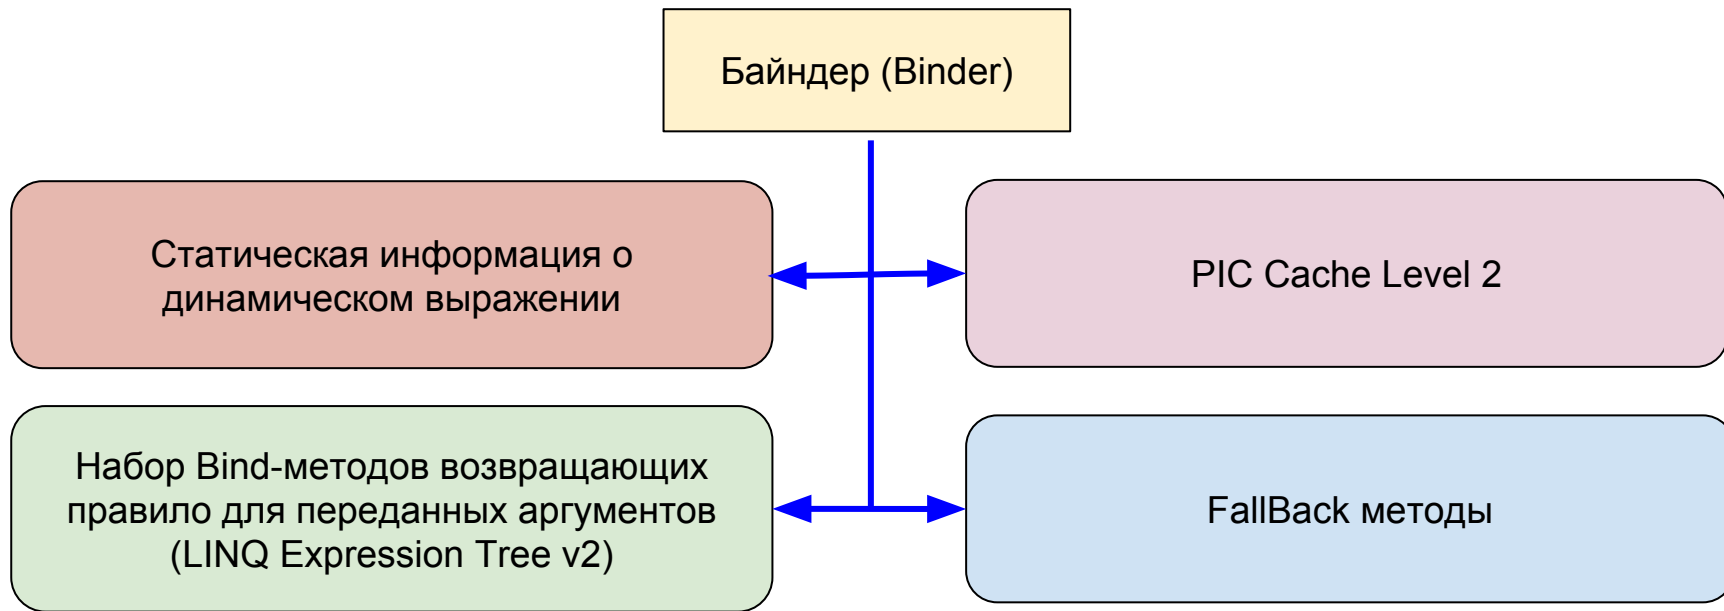 Байндер (Binder)
Статическая информация о
динамическом выражении
PIC Cache Level 2
Набор Bind-методов возвращающих
правило для переданных аргументов
(LINQ Expression Tree v2)
FallBack методы